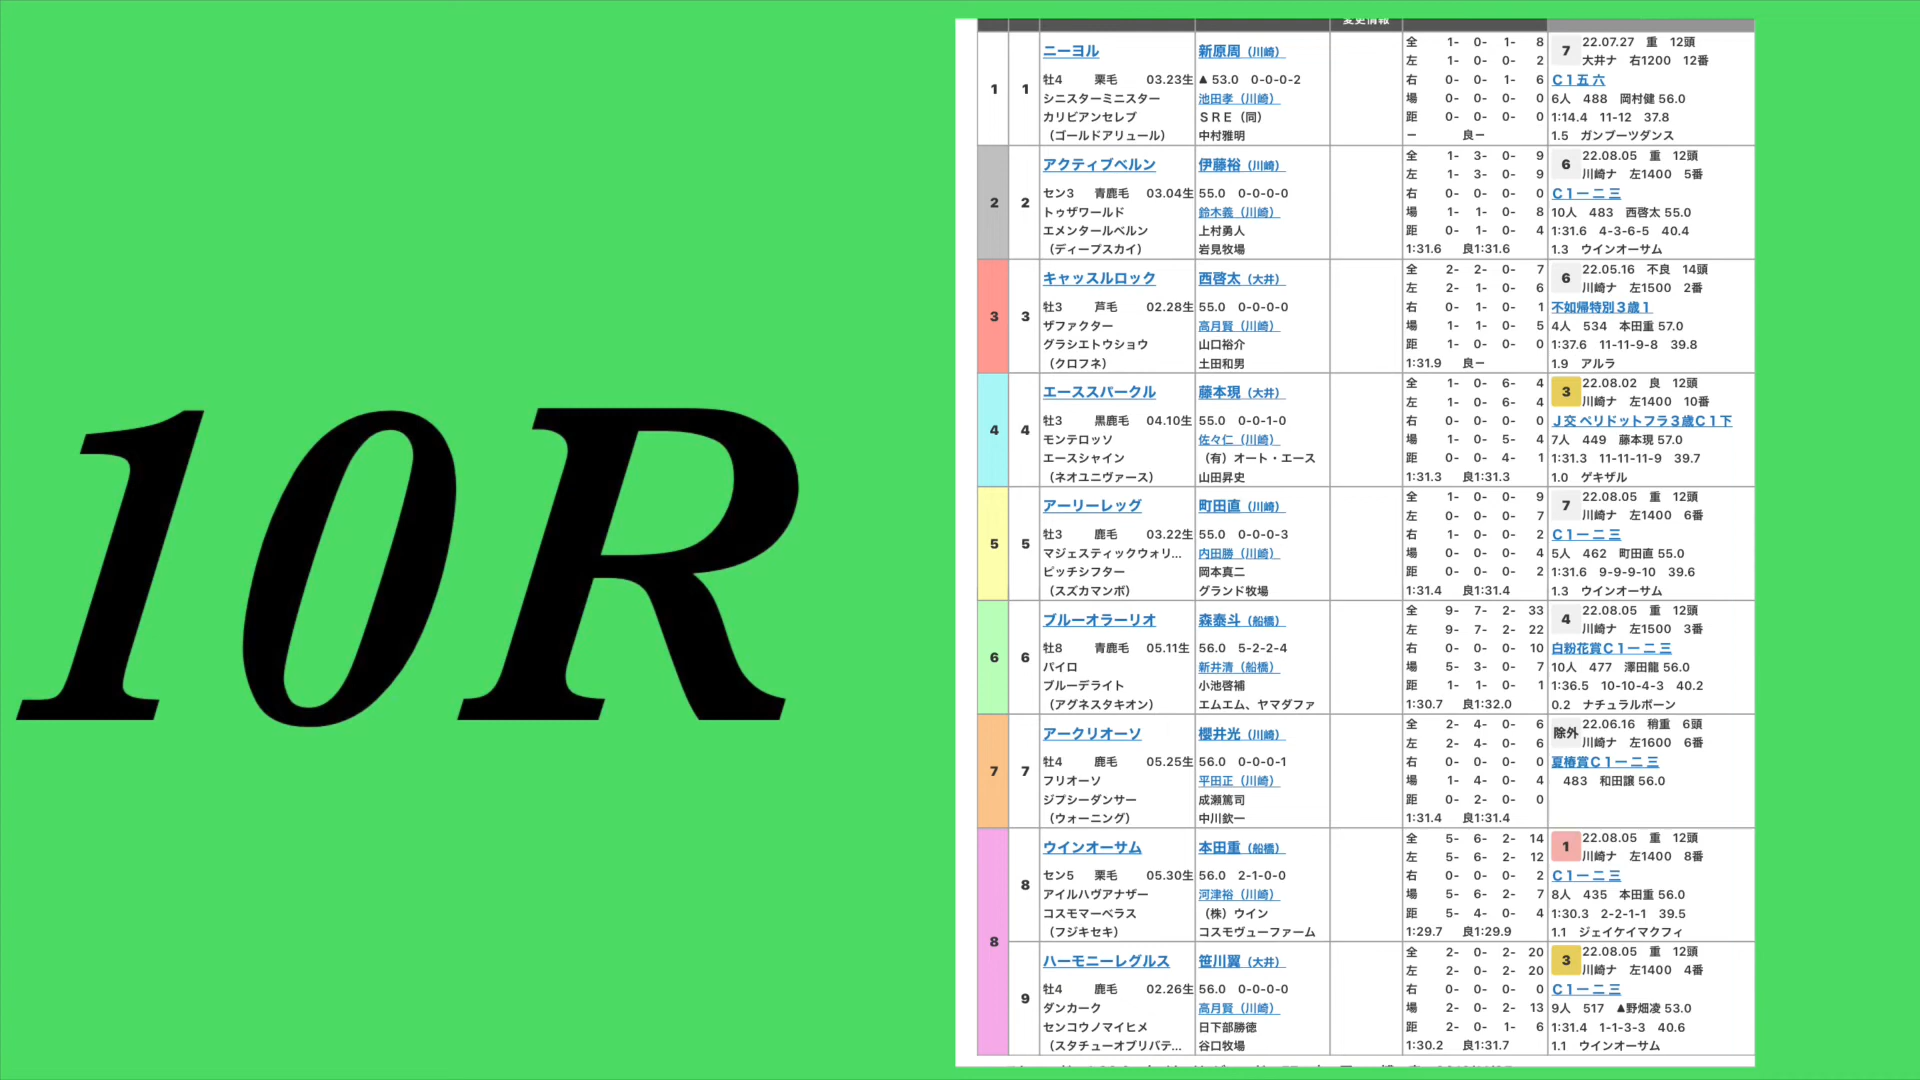 10R
変更情報
1 1 ニーヨル 新原周（川崎） 全 1- 0- 1- 8 7 22.07.27 重 12頭
左 1- 0- 0- 2 大井ナ 右1200 12番
牡4 栗毛 03.23生 ▲ 53.0 0-0-0-2 右 0- 0- 1- 6 C1五六
シニスターミニスター 池田孝（川崎） 場 0- 0- 0- 0 6人 488 岡村健 56.0
カリビアンセレブ ＳＲＥ（同） 距 0- 0- 0- 0 1:14.4 11-12 37.8
（ゴールドアリュール） 中村雅明 ー 良ー 1.5 ガンブーツダンス
2 2 アクティブベルン 伊藤裕（川崎） 全 1- 3- 0- 9 6 22.08.05 重 12頭
左 1- 3- 0- 9 川崎ナ 左1400 5番
セン3 青鹿毛 03.04生 55.0 0-0-0-0 右 0- 0- 0- 0 C1一二三
トゥザワールド 鈴木義（川崎） 場 1- 1- 0- 8 10人 483 西啓太 55.0
エメンタールベルン 上村勇人 距 0- 1- 0- 4 1:31.6 4-3-6-5 40.4
（ディープスカイ） 岩見牧場 1:31.6 良1:31.6 1.3 ウインオーサム
3 3 キャッスルロック 西啓太（大井） 全 2- 2- 0- 7 6 22.05.16 不良 14頭
左 2- 1- 0- 6 川崎ナ 左1500 2番
牡3 芦毛 02.28生 55.0 0-0-0-0 右 0- 1- 0- 1 不如帰特別３歳１
ザファクター 高月賢（川崎） 場 1- 1- 0- 5 4人 534 本田重 57.0
グラシエトウショウ 山口裕介 距 1- 0- 0- 0 1:37.6 11-11-9-8 39.8
（クロフネ） 土田和男 1:31.9 良ー 1.9 アルラ
4 4 エーススパークル 藤本現（大井） 全 1- 0- 6- 4 3 22.08.02 良 12頭
左 1- 0- 6- 4 川崎ナ 左1400 10番
牡3 黒鹿毛 04.10生 55.0 0-0-1-0 右 0- 0- 0- 0 Ｊ交 ペリドットフラ３歳Ｃ１下
モンテロッソ 佐々仁（川崎） 場 1- 0- 5- 4 7人 449 藤本現 57.0
エースシャイン （有）オート・エース 距 0- 0- 4- 1 1:31.3 11-11-11-9 39.7
（ネオユニヴァース） 山田昇史 1:31.3 良1:31.3 1.0 ゲキザル
5 5 アーリーレッグ 町田直（川崎） 全 1- 0- 0- 9 7 22.08.05 重 12頭
左 0- 0- 0- 7 川崎ナ 左1400 6番
牡3 鹿毛 03.22生 55.0 0-0-0-3 右 1- 0- 0- 2 C1一二三
マジェスティックウォリ... 内田勝（川崎） 場 0- 0- 0- 4 5人 462 町田直 55.0
ピッチシフター 岡本真二 距 0- 0- 0- 2 1:31.6 9-9-9-10 39.6
（スズカマンボ） グランド牧場 1:31.4 良1:31.4 1.3 ウインオーサム
6 6 ブルーオラーリオ 森泰斗（船橋） 全 9- 7- 2- 33 4 22.08.05 重 12頭
左 9- 7- 2- 22 川崎ナ 左1500 3番
牡8 青鹿毛 05.11生 56.0 5-2-2-4 右 0- 0- 0- 10 白粉花賞Ｃ１一二三
パイロ 新井清（船橋） 場 5- 3- 0- 7 10人 477 澤田龍 56.0
ブルーデライト 小池啓補 距 1- 1- 0- 1 1:36.5 10-10-4-3 40.2
（アグネスタキオン） エムエム、ヤマダファ 1:30.7 良1:32.0 0.2 ナチュラルボーン
7 7 アークリオーソ 櫻井光（川崎） 全 2- 4- 0- 6 除外 22.06.16 稍重 6頭
左 2- 4- 0- 6 川崎ナ 左1600 6番
牡4 鹿毛 05.25生 56.0 0-0-0-1 右 0- 0- 0- 0 夏椿賞Ｃ１一二三
フリオーソ 平田正（川崎） 場 1- 4- 0- 4 483 和田譲 56.0
ジプシーダンサー 成瀬篤司 距 0- 2- 0- 0
（ウォーニング） 中川欽一 1:31.4 良1:31.4
8 8 ウインオーサム 本田重（船橋） 全 5- 6- 2- 14 1 22.08.05 重 12頭
左 5- 6- 2- 12 川崎ナ 左1400 8番
セン5 栗毛 05.30生 56.0 2-1-0-0 右 0- 0- 0- 2 C1一二三
アイルハヴアナザー 河津裕（川崎） 場 5- 6- 2- 7 8人 435 本田重 56.0
コスモマーベラス （株）ウイン 距 5- 4- 0- 4 1:30.3 2-2-1-1 39.5
（フジキセキ） コスモヴューファーム 1:29.7 良1:29.9 1.1 ジェイケイマクフィ
9 ハーモニーレグルス 笹川翼（大井） 全 2- 0- 2- 20 3 22.08.05 重 12頭
左 2- 0- 2- 20 川崎ナ 左1400 4番
牡4 鹿毛 02.26生 56.0 0-0-0-0 右 0- 0- 0- 0 C1一二三
ダンカーク 高月賢（川崎） 場 2- 0- 2- 13 9人 517 ▲野畑凌 53.0
センコウノマイヒメ 日下部勝徳 距 2- 0- 1- 6 1:31.4 1-1-3-3 40.6
（スタチューオブリバテ... 谷口牧場 1:30.2 良1:31.7 1.1 ウインオーサム